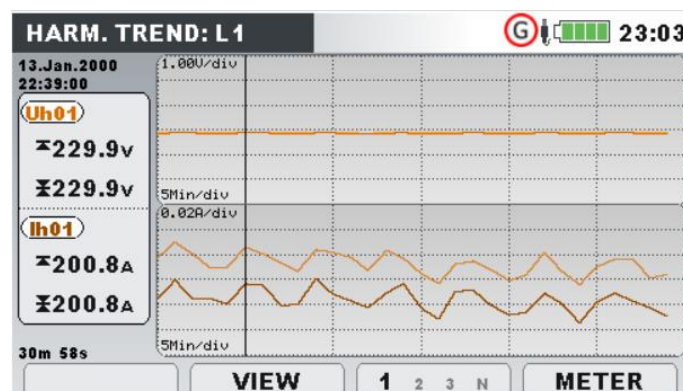 HARM. TREND: L1
G 23:03
13.Jan.2000
22:39:00
Uh01
229.9V
229.9V
1.00V/div
5Min/div
Ih01
200.8A
200.8A
0.02A/div
5Min/div
30m 58s
VIEW
1 2 3 N
METER